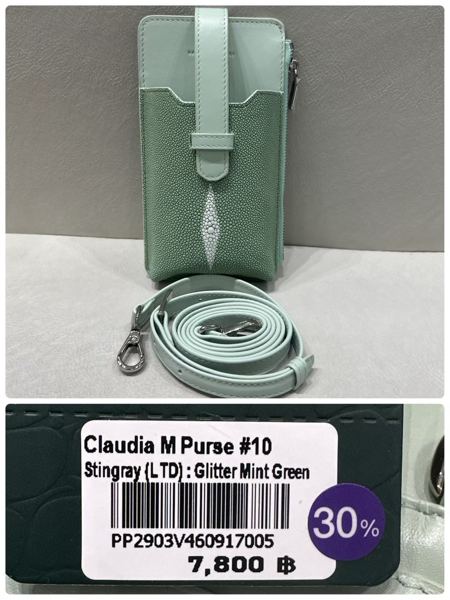 Claudia M Purse #10
Stingray (LTD) : Glitter Mint Green
PP2903V460917005
7,800 ฿
30%